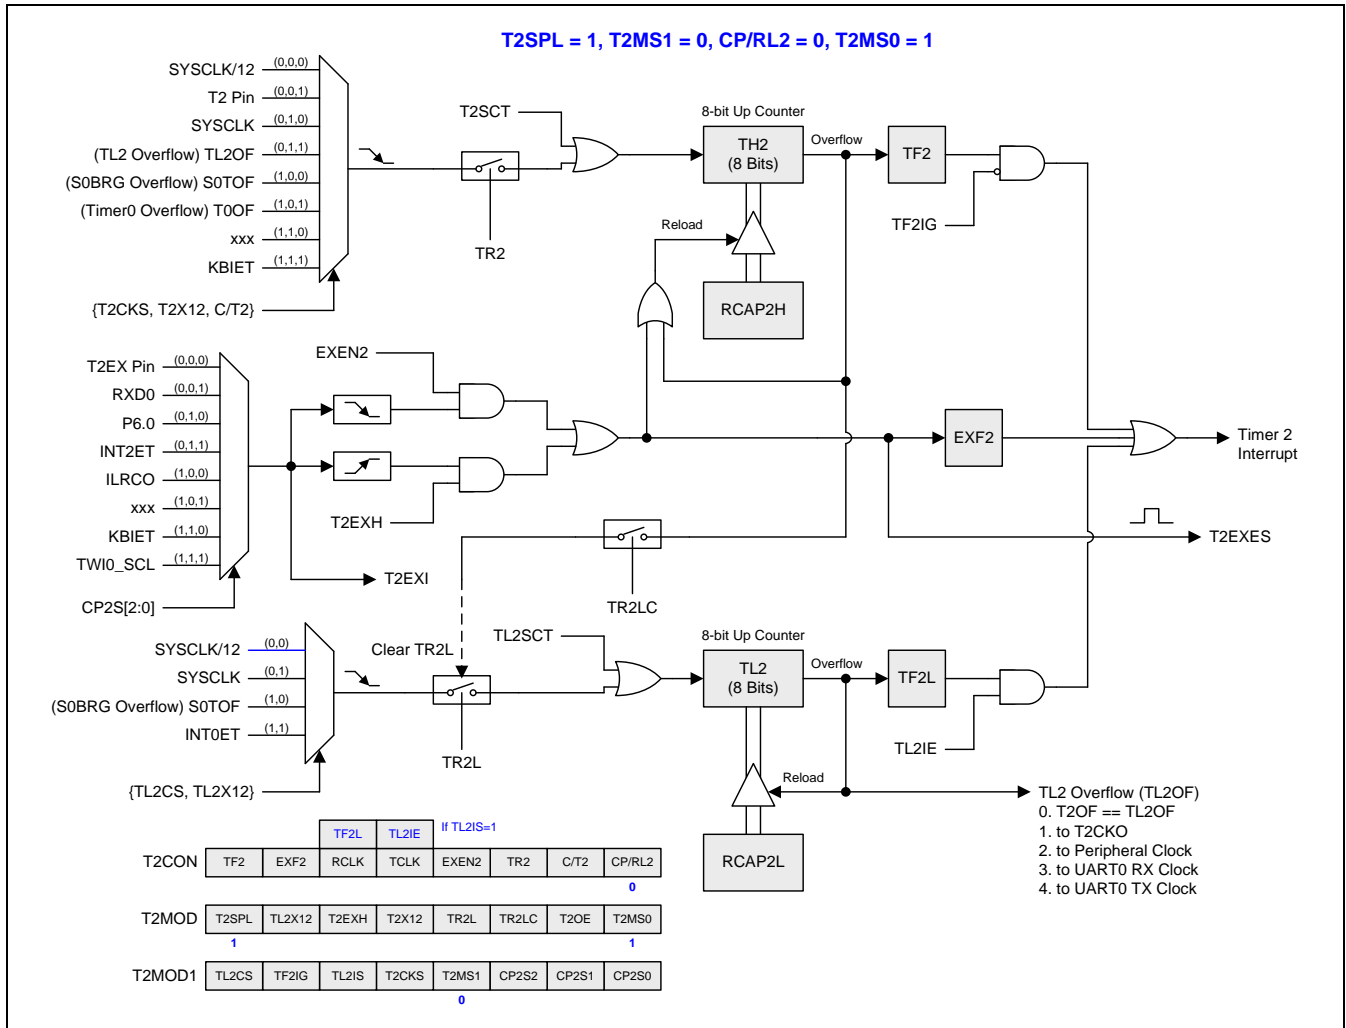 T2SPL = 1, T2MS1 = 0, CP/RL2 = 0, T2MS0 = 1
SYSCLK/12 (0,0,0)
T2 Pin (0,0,1)
SYSCLK (0,1,0)
(TL2 Overflow) TL2OF (0,1,1)
(S0BRG Overflow) S0TOF (1,0,0)
(Timer0 Overflow) T0OF (1,0,1)
xxx (1,1,0)
KBIET (1,1,1)
{T2CKS, T2X12, C/T2}
T2SCT
TR2
8-bit Up Counter
TH2
(8 Bits)
Overflow
TF2
TF2IG
Reload
RCAP2H
T2EX Pin (0,0,0)
RXD0 (0,0,1)
P6.0 (0,1,0)
INT2ET (0,1,1)
ILRCO (1,0,0)
xxx (1,0,1)
KBIET (1,1,0)
TWI0_SCL (1,1,1)
CP2S[2:0]
EXEN2
T2EXH
T2EXI
EXF2
Timer 2
Interrupt
T2EXES
TR2LC
SYSCLK/12 (0,0)
SYSCLK (0,1)
(S0BRG Overflow) S0TOF (1,0)
INT0ET (1,1)
{TL2CS, TL2X12}
Clear TR2L
TR2L
TL2SCT
8-bit Up Counter
TL2
(8 Bits)
Overflow
TF2L
TL2IE
Reload
RCAP2L
TL2 Overflow (TL2OF)
0. T2OF == TL2OF
1. to T2CKO
2. to Peripheral Clock
3. to UART0 RX Clock
4. to UART0 TX Clock
TF2L TL2IE If TL2IS=1
T2CON TF2 EXF2 RCLK TCLK EXEN2 TR2 C/T2 CP/RL2
0
T2MOD T2SPL TL2X12 T2EXH T2X12 TR2L TR2LC T2OE T2MS0
1 1
T2MOD1 TL2CS TF2IG TL2IS T2CKS T2MS1 CP2S2 CP2S1 CP2S0
0